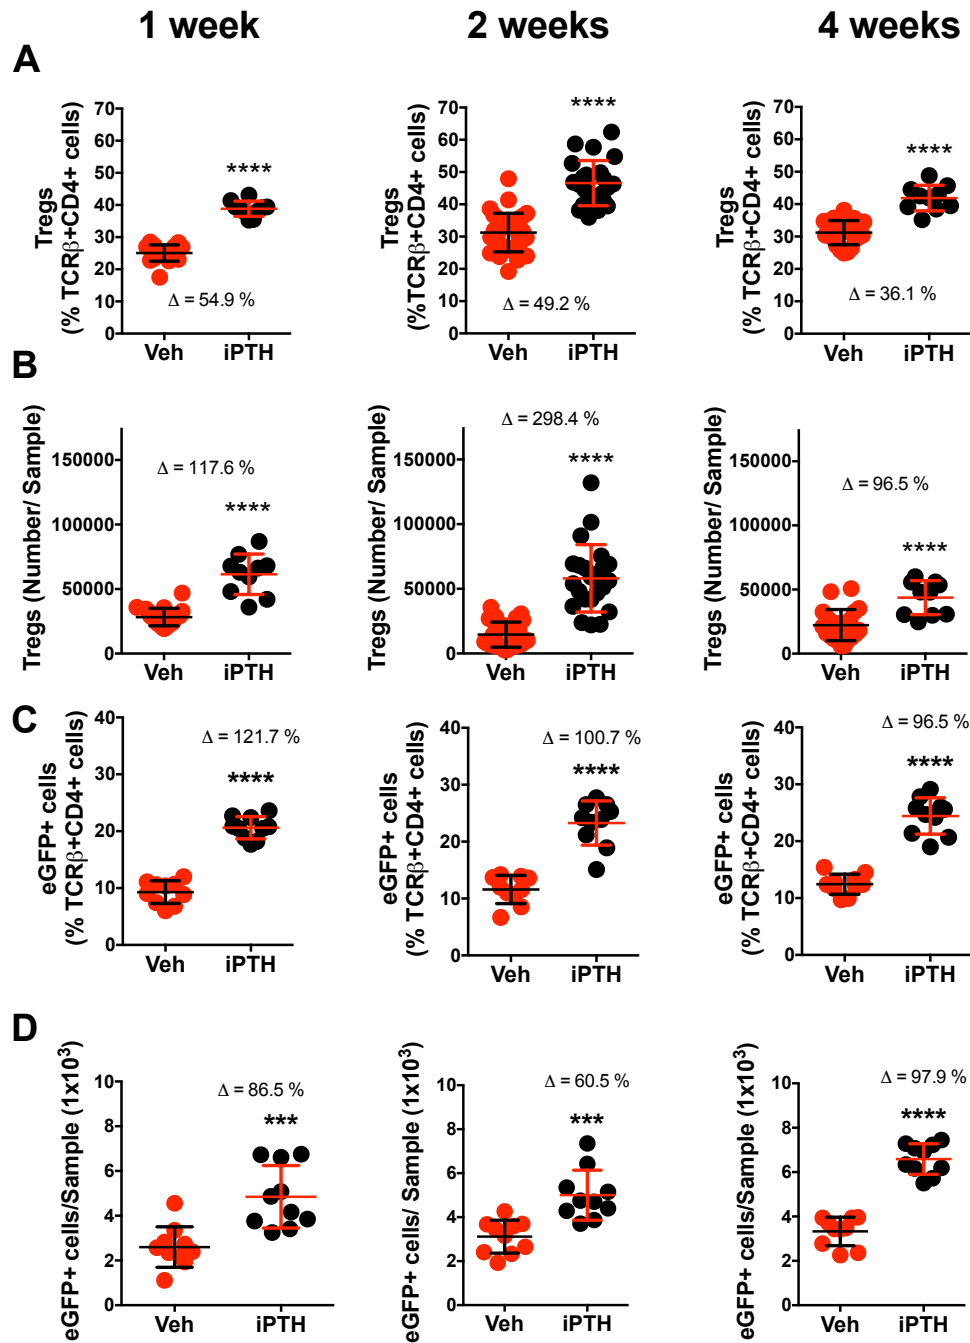 1 week 2 weeks 4 weeks
A
Tregs
(% TCRβ+CD4+ cells)
70
60
50
40
30
20
10
0
****
Δ = 54.9 %
Veh iPTH
Tregs
(%TCRβ+CD4+ cells)
70
60
50
40
30
20
10
0
****
Δ = 49.2 %
Veh iPTH
Tregs
(% TCRβ+CD4+ cells)
70
60
50
40
30
20
10
0
****
Δ = 36.1 %
Veh iPTH
B
Tregs (Number/ Sample)
150000
100000
50000
0
Δ = 117.6 %
****
Veh iPTH
Tregs (Number/ Sample)
150000
100000
50000
0
Δ = 298.4 %
****
Veh iPTH
Tregs (Number/ Sample)
150000
100000
50000
0
Δ = 96.5 %
****
Veh iPTH
C
eGFP+ cells
(% TCRβ+CD4+ cells)
40
30
20
10
0
Δ = 121.7 %
****
Veh iPTH
eGFP+ cells
(% TCRβ+CD4+ cells)
40
30
20
10
0
Δ = 100.7 %
****
Veh iPTH
eGFP+ cells
(% TCRβ+CD4+ cells)
40
30
20
10
0
Δ = 96.5 %
****
Veh iPTH
D
eGFP+ cells/Sample (1x10³)
10
8
6
4
2
0
Δ = 86.5 %
***
Veh iPTH
eGFP+ cells/ Sample (1x10³)
10
8
6
4
2
0
Δ = 60.5 %
***
Veh iPTH
eGFP+ cells/Sample (1x10³)
10
8
6
4
2
0
Δ = 97.9 %
****
Veh iPTH